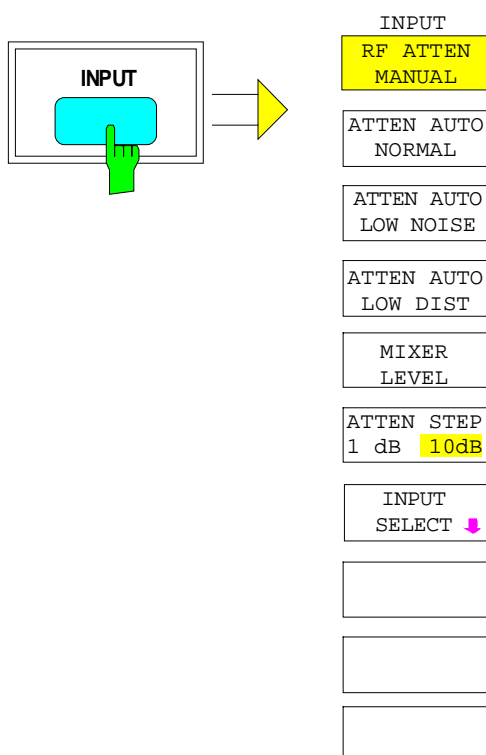 INPUT
INPUT
RF ATTEN
MANUAL
ATTEN AUTO
NORMAL
ATTEN AUTO
LOW NOISE
ATTEN AUTO
LOW DIST
MIXER
LEVEL
ATTEN STEP
1 dB 10dB
INPUT
SELECT